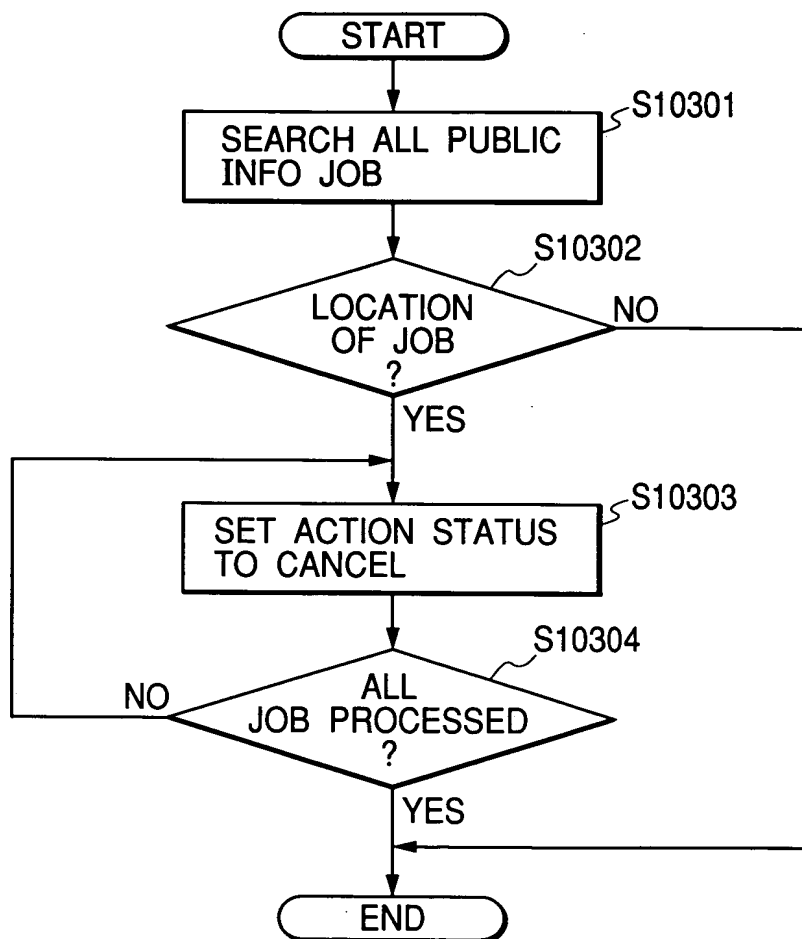 START
S10301
SEARCH ALL PUBLIC
INFO JOB
S10302
LOCATION
OF JOB
?
NO
YES
S10303
SET ACTION STATUS
TO CANCEL
S10304
ALL
JOB PROCESSED
?
NO
YES
END